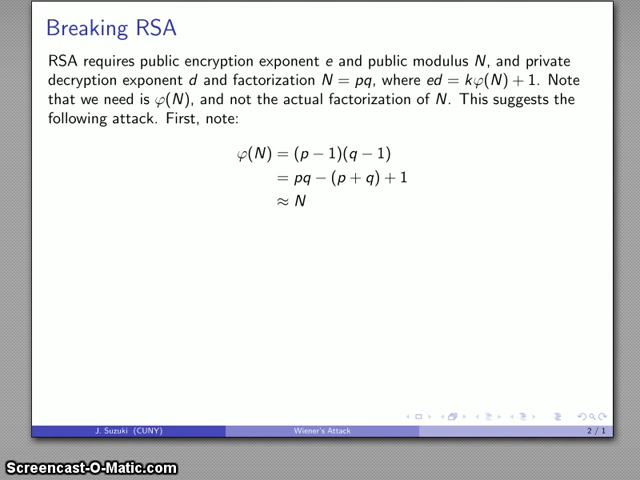 Breaking RSA
RSA requires public encryption exponent e and public modulus N, and private
decryption exponent d and factorization N = pq, where ed = kφ(N) + 1. Note
that we need is φ(N), and not the actual factorization of N. This suggests the
following attack. First, note:
φ(N) = (p − 1)(q − 1)
= pq − (p + q) + 1
≈ N
J. Suzuki (CUNY)
Wiener's Attack
2 / 1
Screencast-O-Matic.com